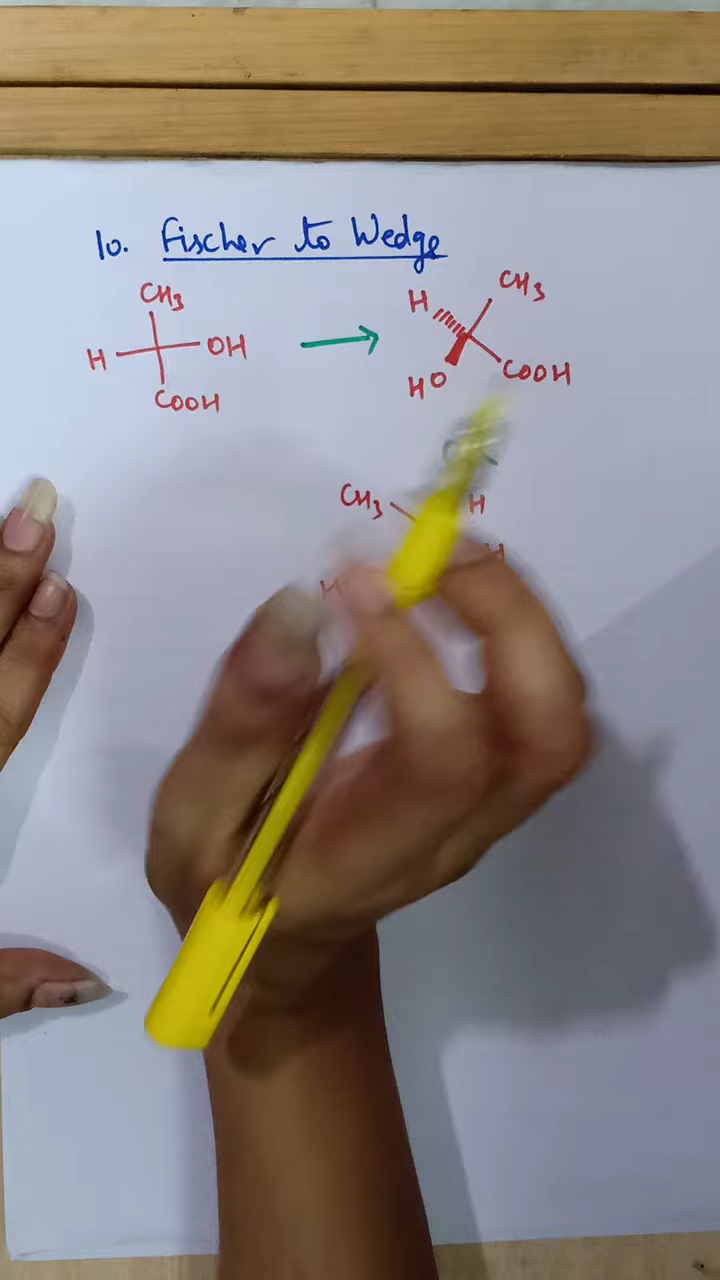 10. Fischer to Wedge
CH3
H OH
COOH
H CH3
HO COOH
CH3 H
H
H